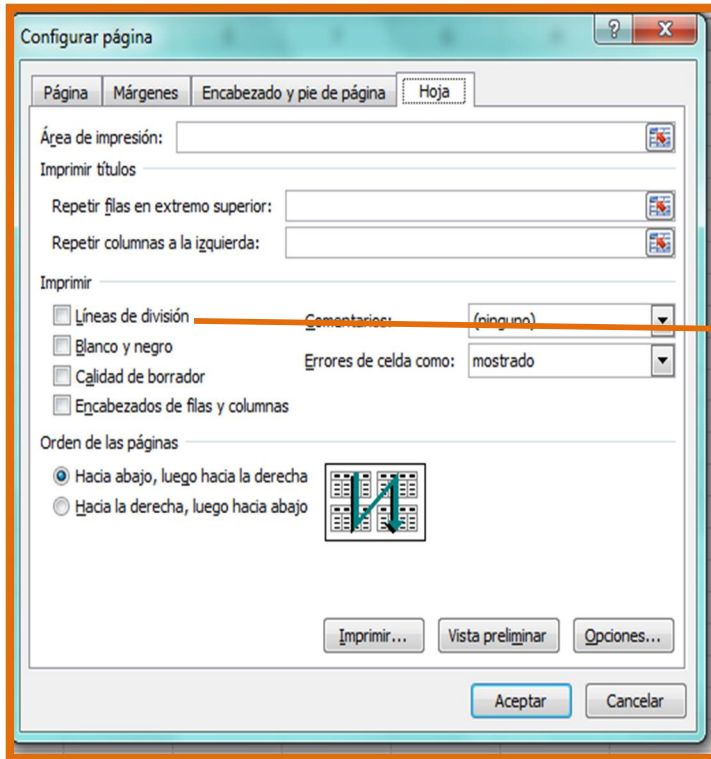 Configurar página
Página Márgenes Encabezado y pie de página Hoja
Área de impresión:
Imprimir títulos
Repetir filas en extremo superior:
Repetir columnas a la izquierda:
Imprimir
Líneas de división Comentarios: (ninguno)
Blanco y negro Errores de celda como: mostrado
Calidad de borrador
Encabezados de filas y columnas
Orden de las páginas
Hacia abajo, luego hacia la derecha
Hacia la derecha, luego hacia abajo
Imprimir... Vista preliminar Opciones...
Aceptar Cancelar